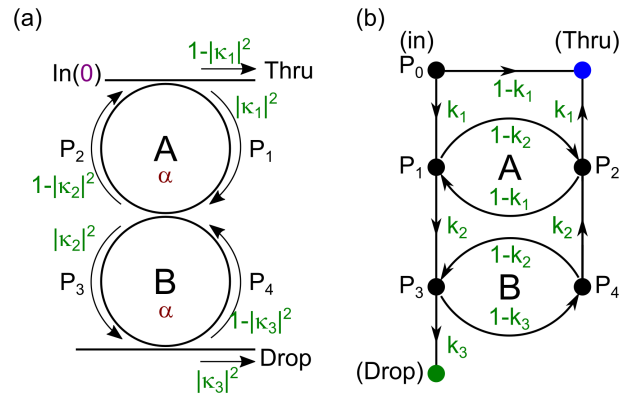 (a)
1-|κ₁|²
In(0)
Thru
|κ₁|²
P₂
A
P₁
α
1-|κ₂|²
|κ₂|²
P₃
B
P₄
α
1-|κ₃|²
Drop
|κ₃|²
(b)
(in)
(Thru)
P₀
1-k₁
k₁
k₁
1-k₂
P₁
A
P₂
1-k₁
k₂
k₂
1-k₂
P₃
B
P₄
1-k₃
k₃
(Drop)